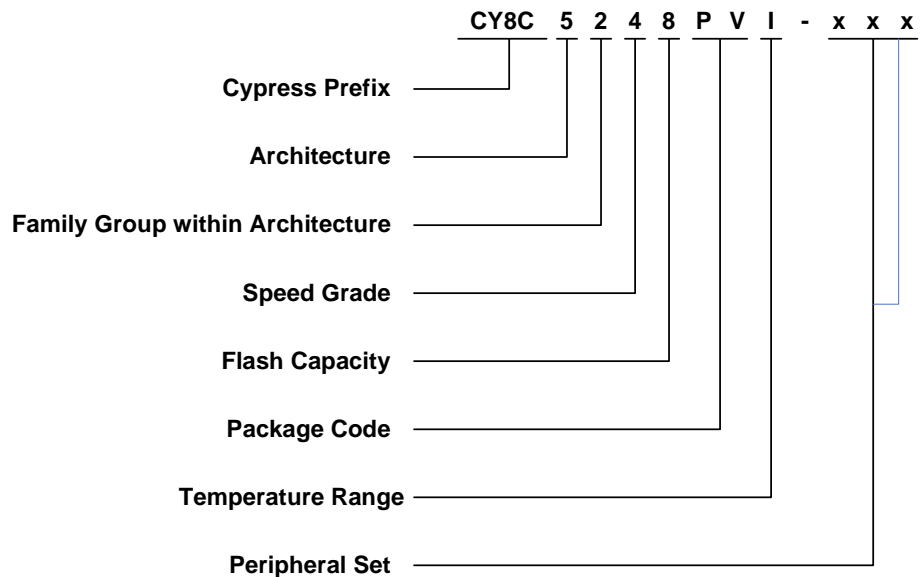 CY8C 5 2 4 8 P V I - x x x
Cypress Prefix
Architecture
Family Group within Architecture
Speed Grade
Flash Capacity
Package Code
Temperature Range
Peripheral Set